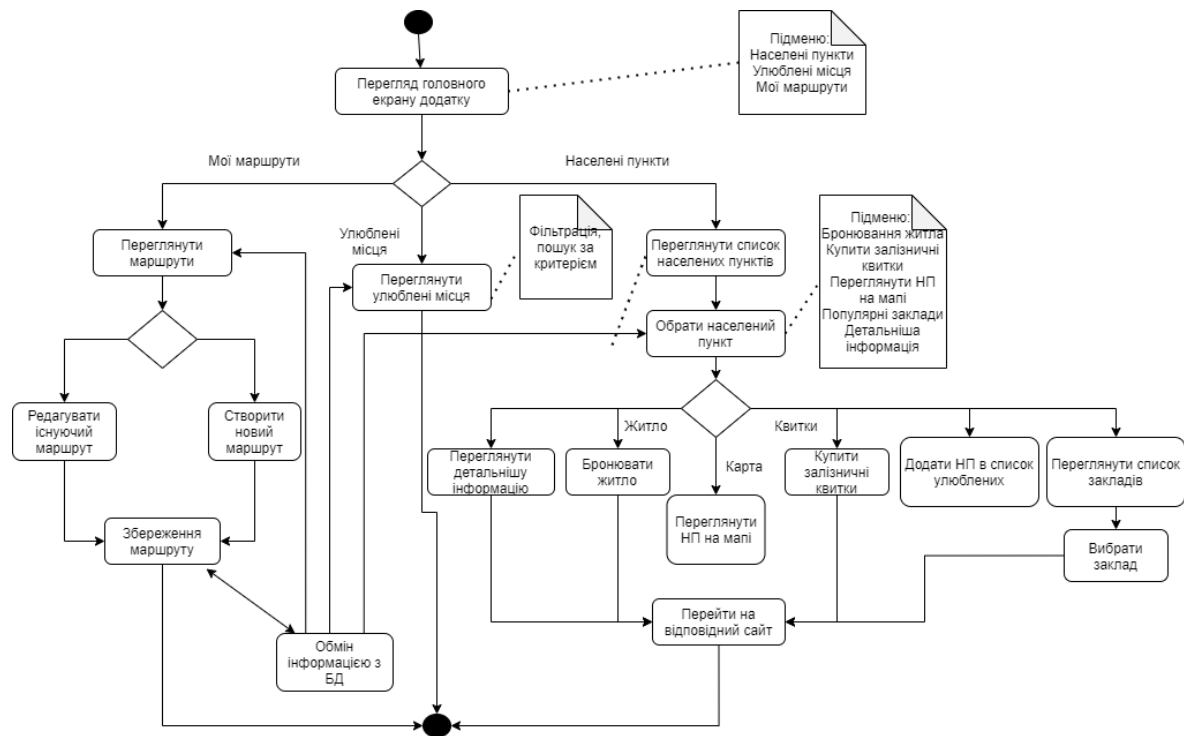 Підменю:
Населені пункти
Улюблені місця
Мої маршрути
Перегляд головного
екрану додатку
Мої маршрути
Населені пункти
Улюблені
місця
Переглянути
маршрути
Переглянути
улюблені місця
Фільтрація,
пошук за
критерієм
Переглянути список
населених пунктів
Підменю:
Бронювання житла
Купити залізничні
квитки
Переглянути НП
на мапі
Популярні заклади
Детальніша
інформація
Обрати населений
пункт
Редагувати
існуючий
маршрут
Створити
новий
маршрут
Житло
Квитки
Карта
Переглянути
детальнішу
інформацію
Бронювати
житло
Переглянути
НП на мапі
Купити
залізничні
квитки
Додати НП в список
улюблених
Переглянути список
закладів
Збереження
маршруту
Вибрати
заклад
Перейти на
відповідний сайт
Обмін
інформацією з
БД